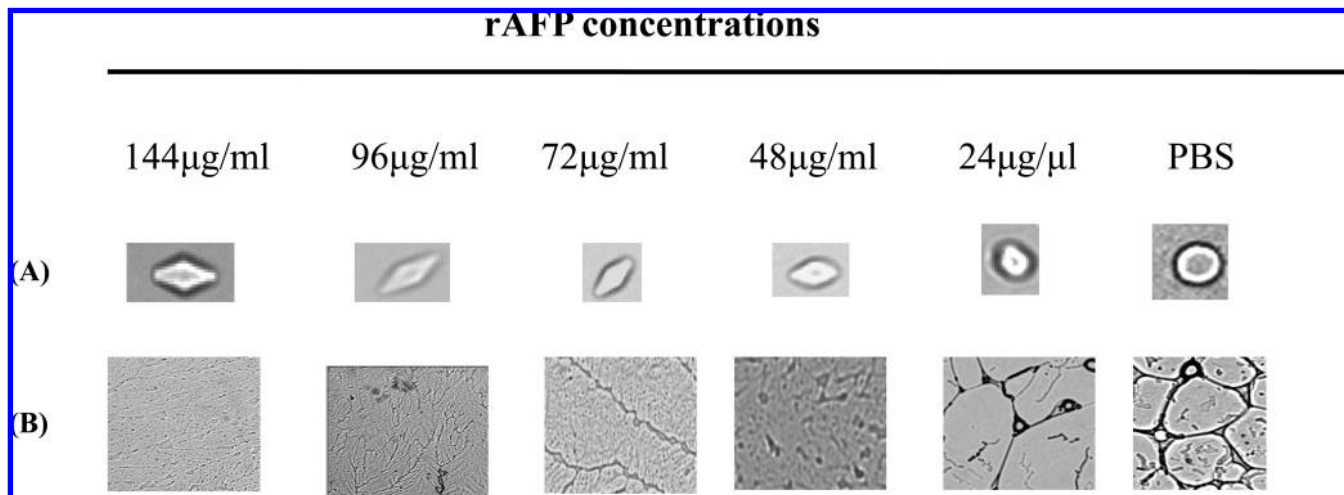 rAFP concentrations
144μg/ml 96μg/ml 72μg/ml 48μg/ml 24μg/μl PBS
(A)
(B)